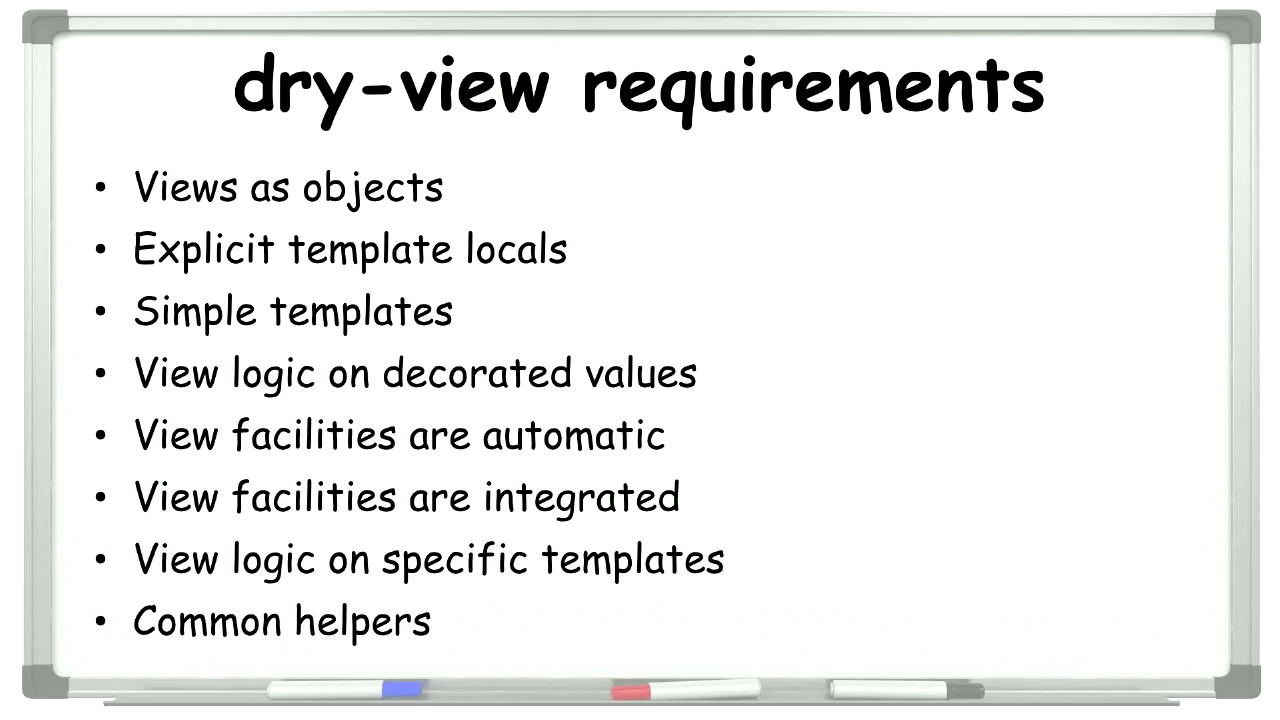 dry-view requirements
• Views as objects
• Explicit template locals
• Simple templates
• View logic on decorated values
• View facilities are automatic
• View facilities are integrated
• View logic on specific templates
• Common helpers